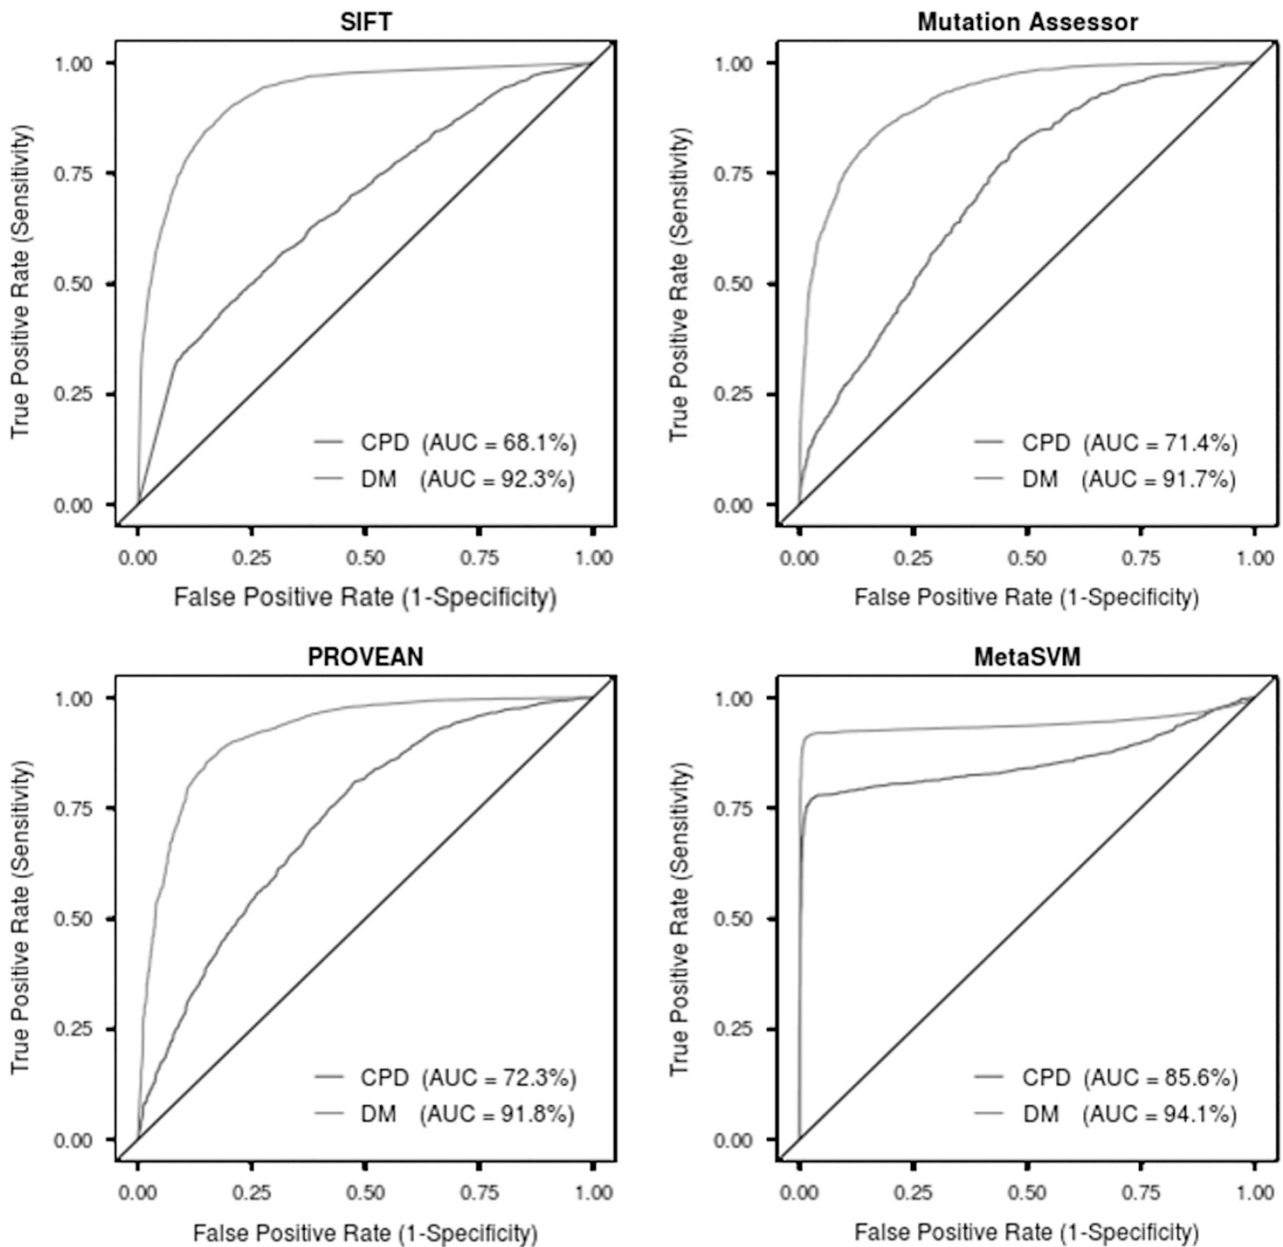 SIFT
True Positive Rate (Sensitivity)
1.00
0.75
0.50
0.25
0.00
CPD (AUC = 68.1%)
DM (AUC = 92.3%)
0.00 0.25 0.50 0.75 1.00
False Positive Rate (1-Specificity)
Mutation Assessor
True Positive Rate (Sensitivity)
1.00
0.75
0.50
0.25
0.00
CPD (AUC = 71.4%)
DM (AUC = 91.7%)
0.00 0.25 0.50 0.75 1.00
False Positive Rate (1-Specificity)
PROVEAN
True Positive Rate (Sensitivity)
1.00
0.75
0.50
0.25
0.00
CPD (AUC = 72.3%)
DM (AUC = 91.8%)
0.00 0.25 0.50 0.75 1.00
False Positive Rate (1-Specificity)
MetaSVM
True Positive Rate (Sensitivity)
1.00
0.75
0.50
0.25
0.00
CPD (AUC = 85.6%)
DM (AUC = 94.1%)
0.00 0.25 0.50 0.75 1.00
False Positive Rate (1-Specificity)